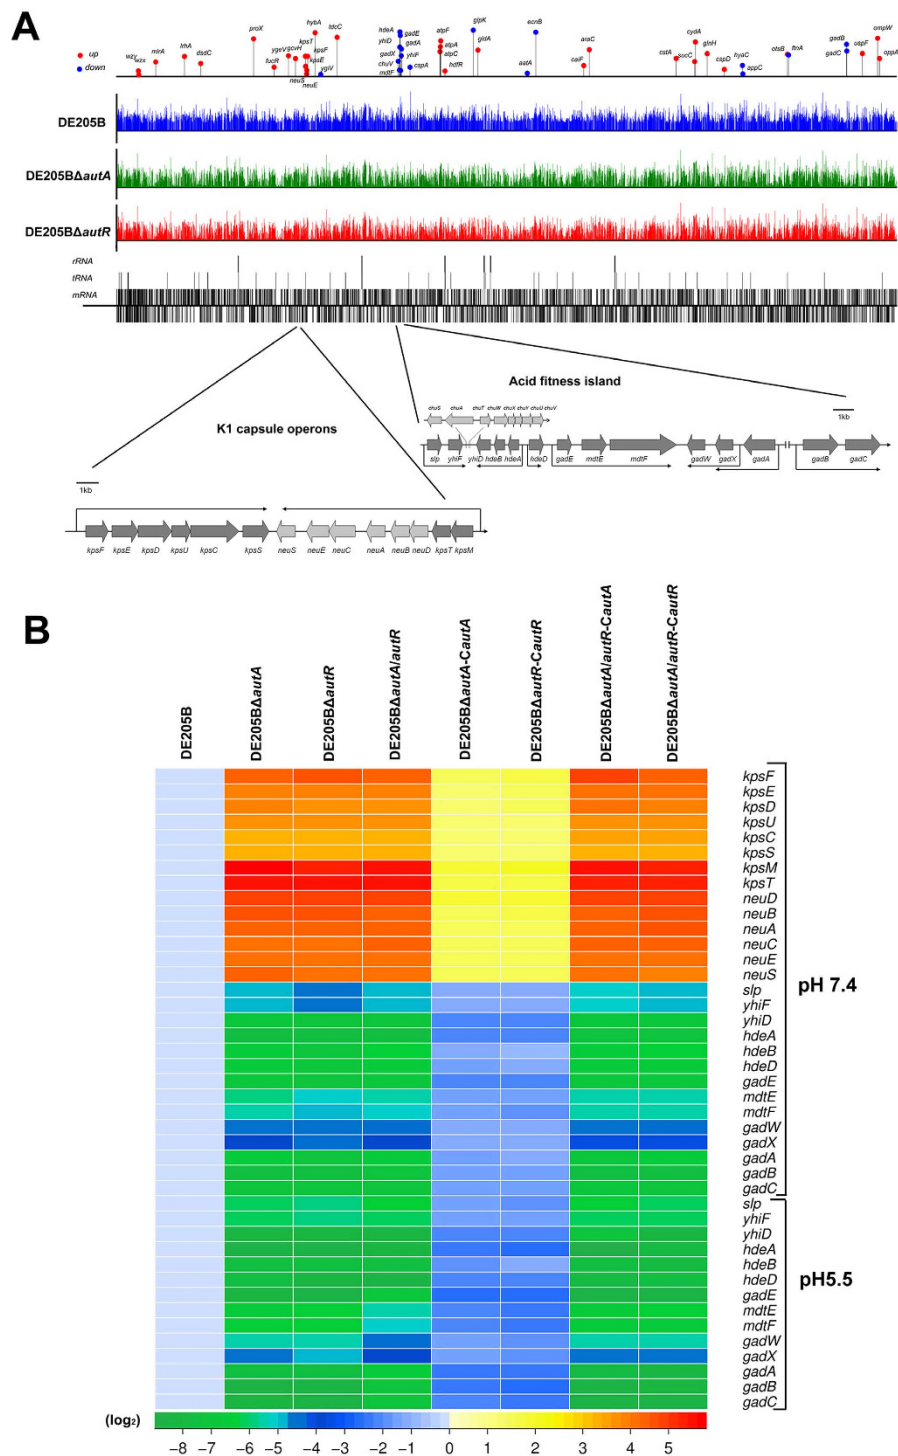 A
up
down
wzy
wzx
mlrA
lrhA
dsdC
proX
fucR
ygeV
gcvH
kpsT
hybA
kpsF
kpsE
neuS
neuE
ygiV
tdcC
hdeA
yhiD
gadE
gadA
gadX
yhiF
chuV
mdtF
cspA
atpF
atpA
atpC
hdfR
glpK
gldA
ecnB
aatA
araC
caiF
cstA
cydA
sucC
glnH
cspD
hyaC
appC
otsB
ftnA
gadB
gadC
uspF
ompW
oppA
DE205B
DE205BΔautA
DE205BΔautR
rRNA
tRNA
mRNA
Acid fitness island
K1 capsule operons
chuS chuA chuT chuW chuX chuY chuU chuV
1kb
slp yhiF yhiD hdeB hdeA hdeD gadE mdtE mdtF gadW gadX gadA gadB gadC
1kb
kpsF kpsE kpsD kpsU kpsC kpsS neuS neuE neuC neuA neuB neuD kpsT kpsM
B
DE205B
DE205BΔautA
DE205BΔautR
DE205BΔautA/autR
DE205BΔautA-CautA
DE205BΔautR-CautR
DE205BΔautA/autR-CautA
DE205BΔautA/autR-CautR
kpsF
kpsE
kpsD
kpsU
kpsC
kpsS
kpsM
kpsT
neuD
neuB
neuA
neuC
neuE
neuS
slp
yhiF
yhiD
hdeA
hdeB
hdeD
gadE
mdtE
mdtF
gadW
gadX
gadA
gadB
gadC
pH 7.4
slp
yhiF
yhiD
hdeA
hdeB
hdeD
gadE
mdtE
mdtF
gadW
gadX
gadA
gadB
gadC
pH5.5
(log₂)
−8 −7 −6 −5 −4 −3 −2 −1 0 1 2 3 4 5